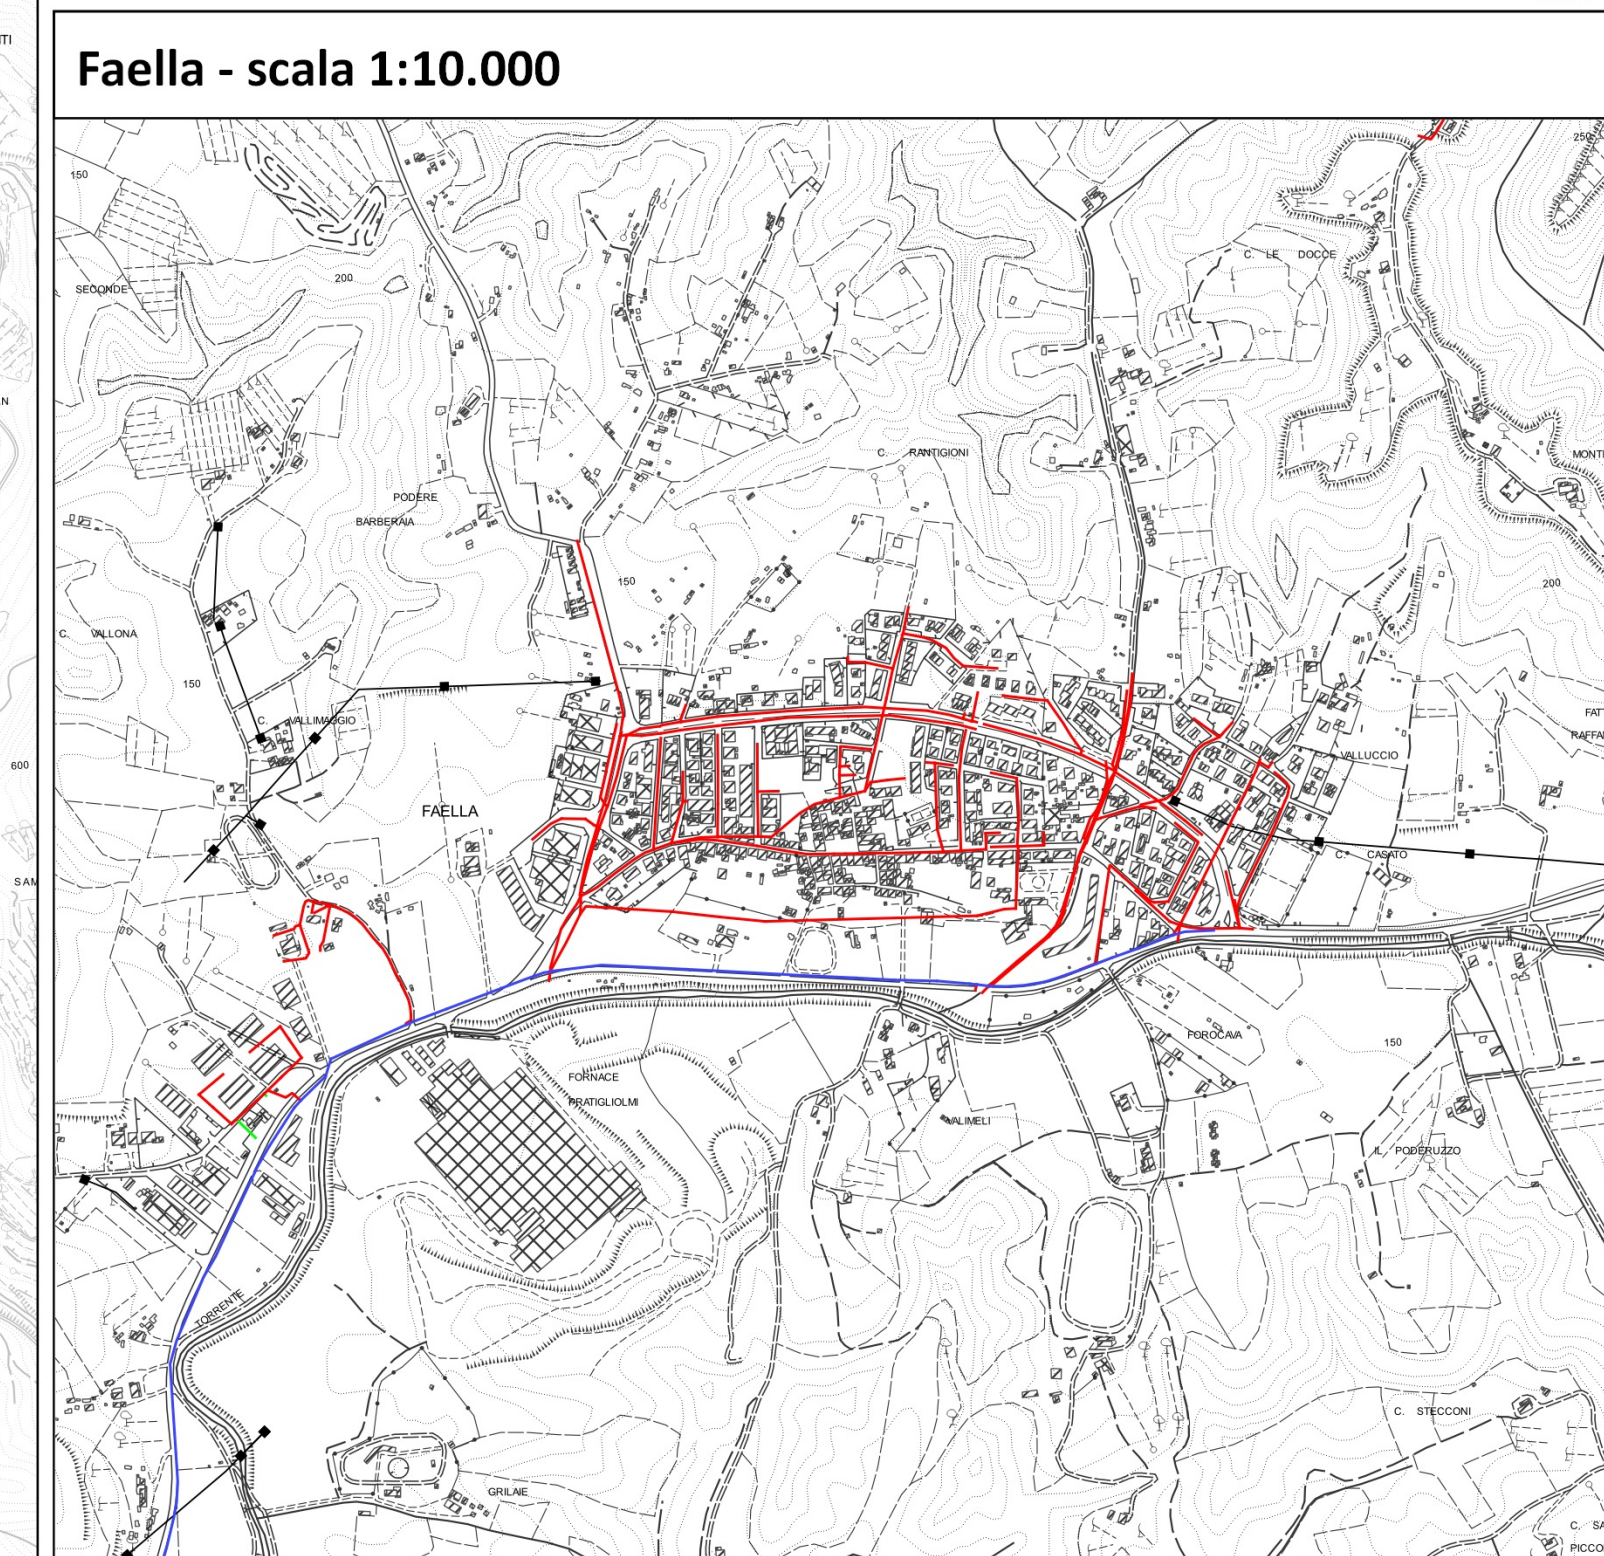 Faella - scala 1:10.000
150
250
C. LE DOCCE
200
SECONDE
C. RANTIGIONI
PODERE
BARBERAIA
150
200
C. VALLONA
150
C. VALLIMAGGIO
VALLUCCIO
600
FAELLA
C. CASATO
FOROCAVA
150
FORNACE
PRATIGLIOLMI
VALIMELI
IL PODERUZZO
TORRENTE
C. STECCONI
GRILAIE